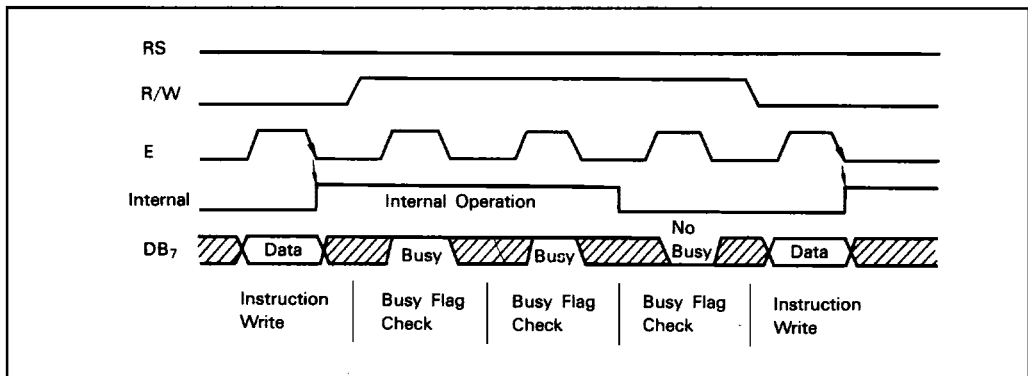 RS
R/W
E
Internal
Internal Operation
DB7
Data
Busy
Busy
No
Busy
Data
Instruction
Write
Busy Flag
Check
Busy Flag
Check
Busy Flag
Check
Instruction
Write